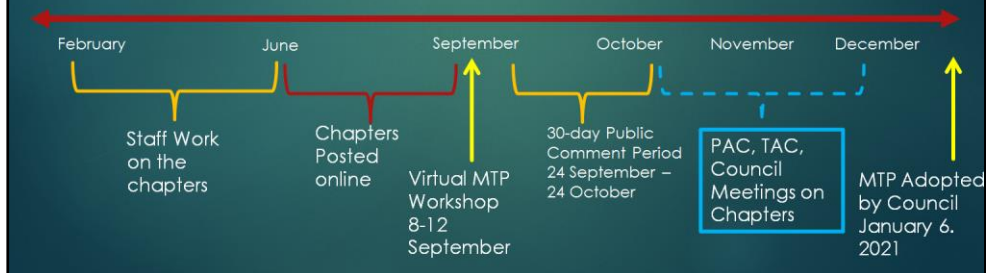 February
June
September
October
November
December
Staff Work
on the
chapters
Chapters
Posted
online
Virtual MTP
Workshop
8-12
September
30-day Public
Comment Period
24 September –
24 October
PAC, TAC,
Council
Meetings on
Chapters
MTP Adopted
by Council
January 6.
2021